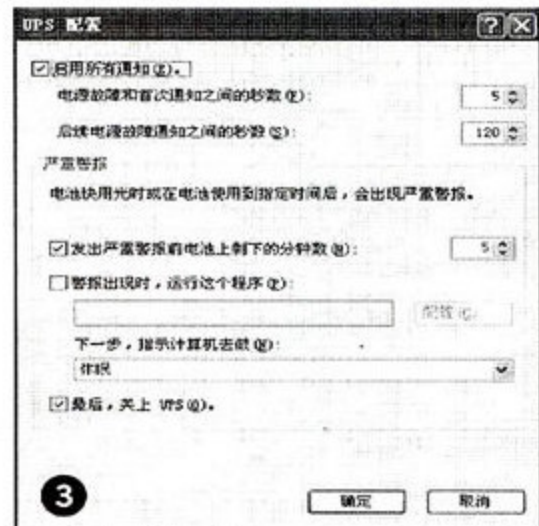 UPS 配置
启用所有通知(E)。
电源故障和首次通知之间的秒数(F): 5
后续电源故障通知之间的秒数(S): 120
严重警报
电池快用光时或在电池使用到指定时间后，会出现严重警报。
发出严重警报前电池上剩下的分钟数(M): 5
警报出现时，运行这个程序(P):
配置(C)...
下一步，指示计算机去做(N):
休眠
最后，关上 UPS(O)。
3
确定 取消